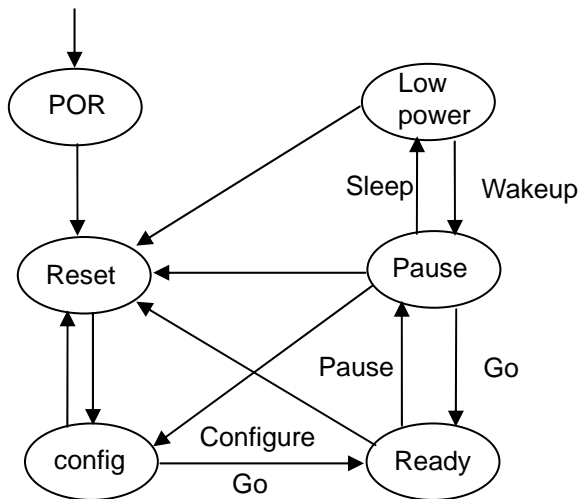 POR
Low
power
Sleep
Wakeup
Reset
Pause
Pause
Go
Configure
config
Go
Ready